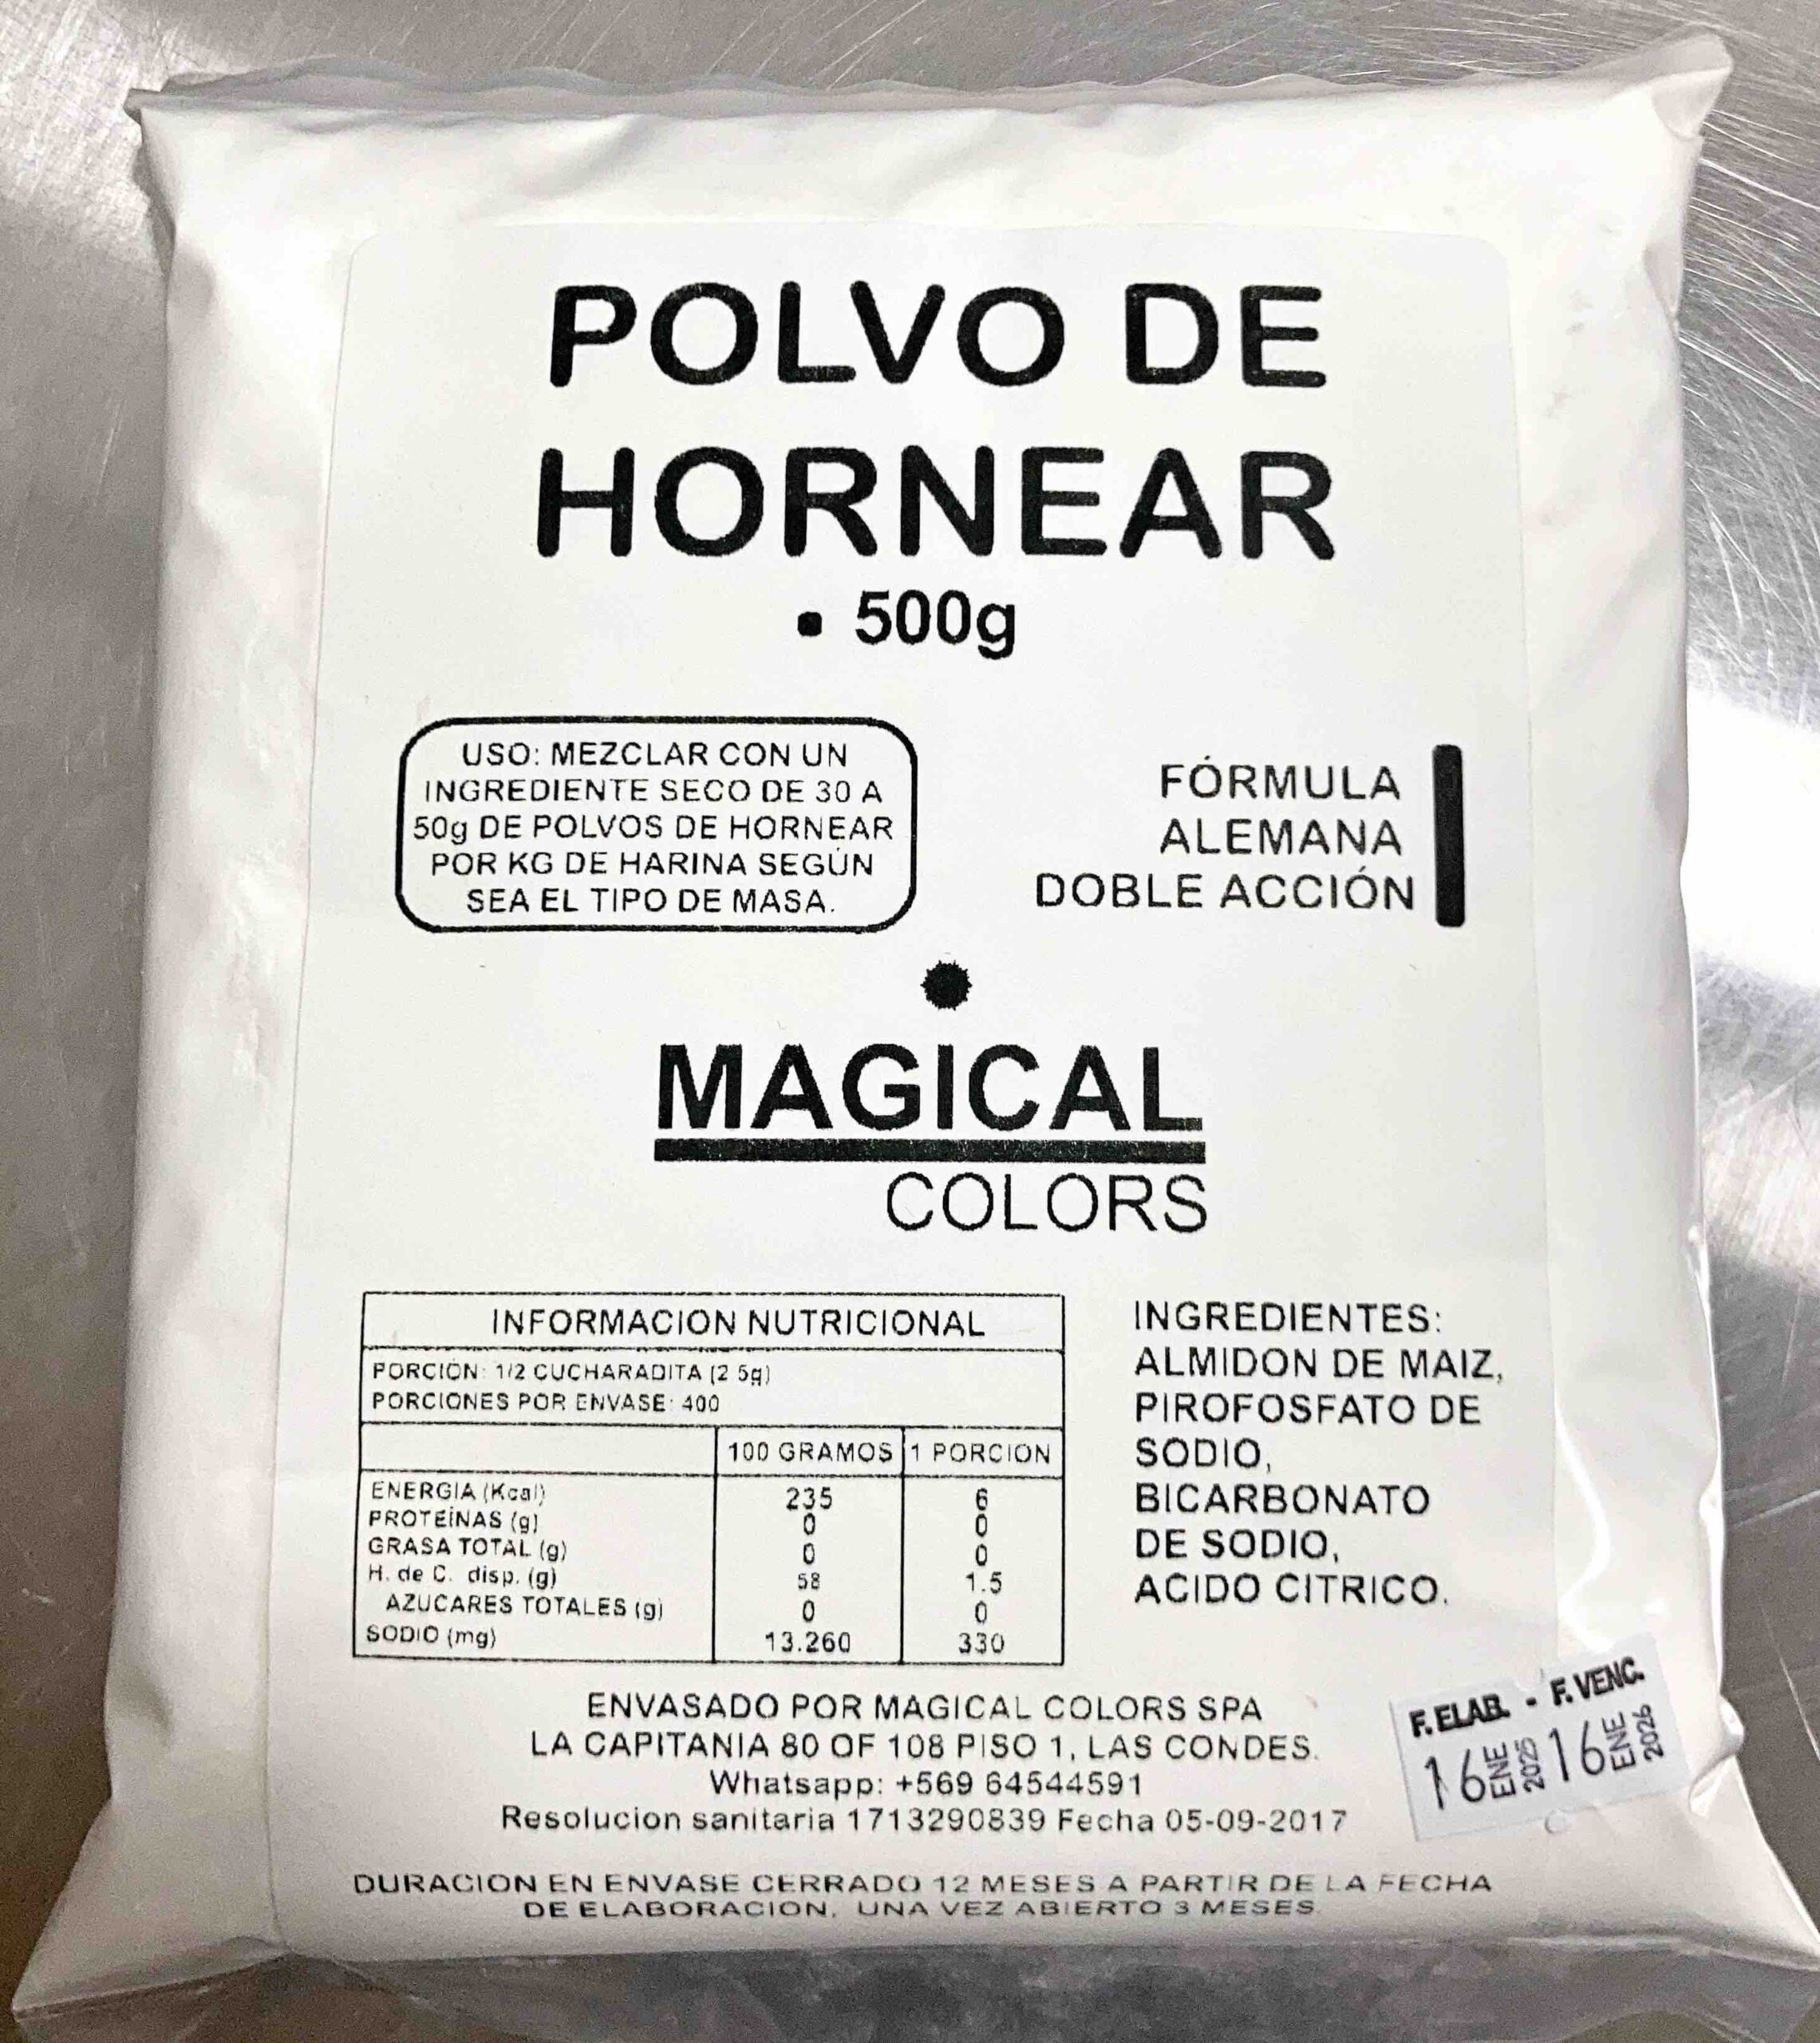 POLVO DE
HORNEAR
• 500g
USO: MEZCLAR CON UN
INGREDIENTE SECO DE 30 A
50g DE POLVOS DE HORNEAR
POR KG DE HARINA SEGÚN
SEA EL TIPO DE MASA.
FÓRMULA
ALEMANA
DOBLE ACCIÓN
MAGICAL
COLORS
INFORMACION NUTRICIONAL
PORCIÓN: 1/2 CUCHARADITA (2 5g)
PORCIONES POR ENVASE: 400
100 GRAMOS 1 PORCION
ENERGIA (Kcal) 235 6
PROTEÍNAS (g) 0 0
GRASA TOTAL (g) 0 0
H. de C. disp. (g) 58 1.5
AZUCARES TOTALES (g) 0 0
SODIO (mg) 13.260 330
INGREDIENTES:
ALMIDON DE MAIZ,
PIROFOSFATO DE
SODIO,
BICARBONATO
DE SODIO,
ACIDO CITRICO.
ENVASADO POR MAGICAL COLORS SPA
LA CAPITANIA 80 OF 108 PISO 1, LAS CONDES.
Whatsapp: +569 64544591
Resolucion sanitaria 1713290839 Fecha 05-09-2017
F. ELAB. - F. VENC.
16 ENE 2025 16 ENE 2026
DURACION EN ENVASE CERRADO 12 MESES A PARTIR DE LA FECHA
DE ELABORACION, UNA VEZ ABIERTO 3 MESES